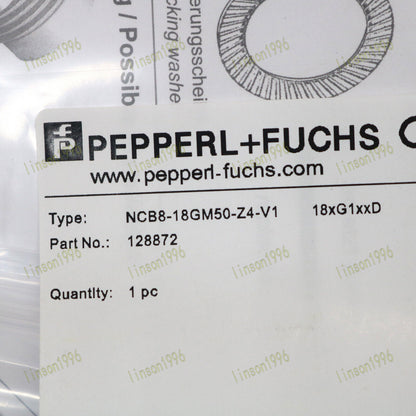 g / Possib
erungsschei
cking washe
PEPPERL+FUCHS
www.pepperl-fuchs.com
Type: NCB8-18GM50-Z4-V1 18xG1xxD
Part No.: 128872
Quantity: 1 pc
linson1996